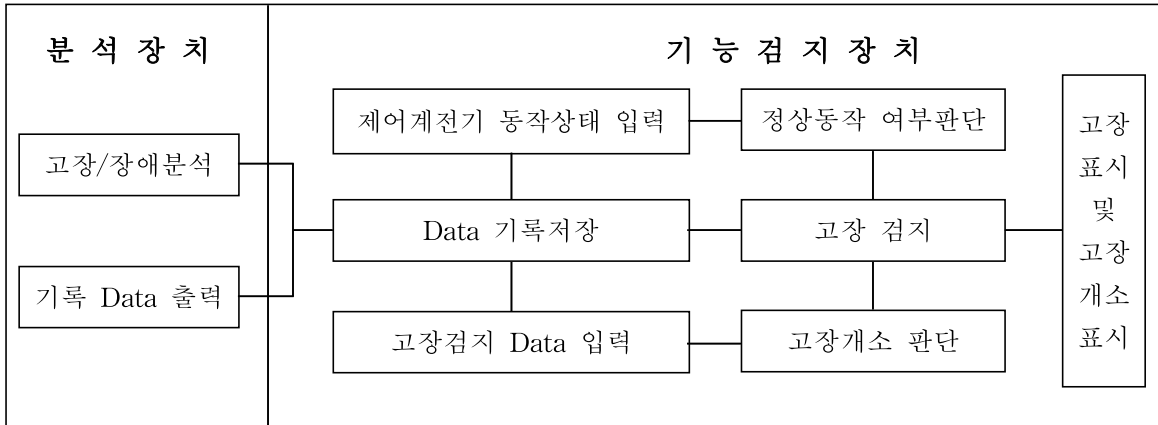 분 석 장 치
기 능 검 지 장 치
제어계전기 동작상태 입력
정상동작 여부판단
고장/장애분석
Data 기록저장
고장 검지
기록 Data 출력
고장검지 Data 입력
고장개소 판단
고장
표시
및
고장
개소
표시